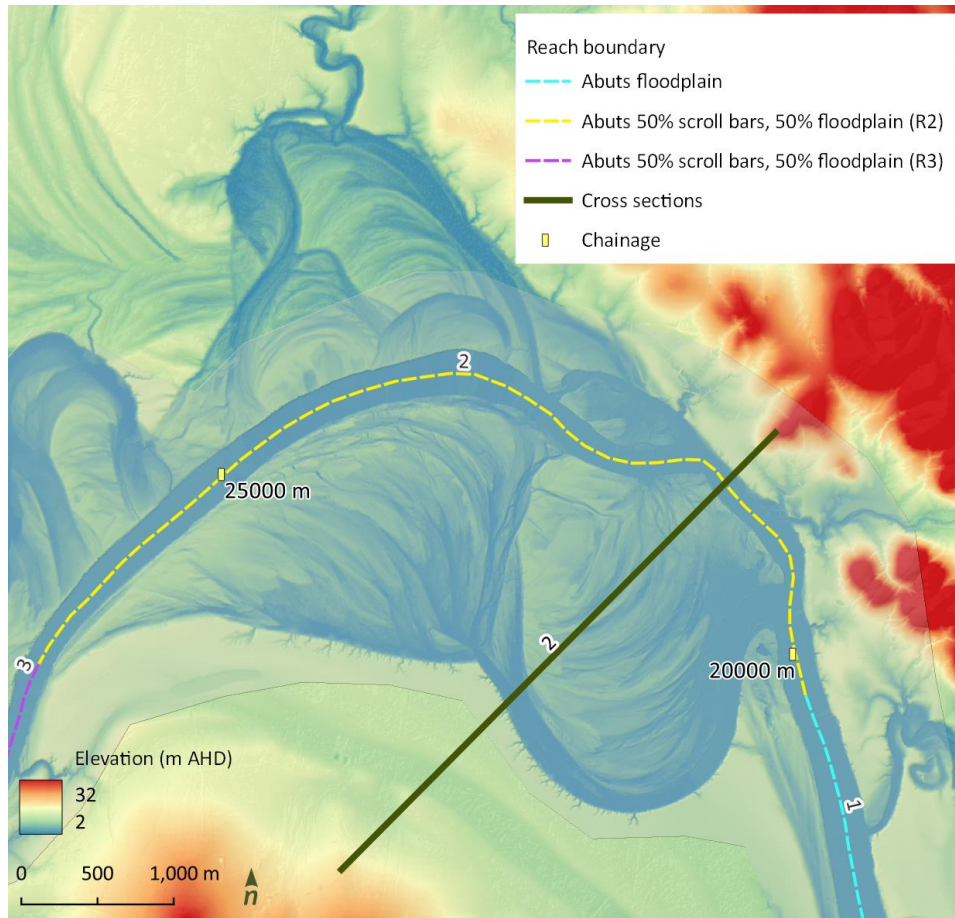 Reach boundary
Abuts floodplain
Abuts 50% scroll bars, 50% floodplain (R2)
Abuts 50% scroll bars, 50% floodplain (R3)
Cross sections
Chainage
2
25000 m
2
20000 m
3
1
Elevation (m AHD)
32
2
0 500 1,000 m
n